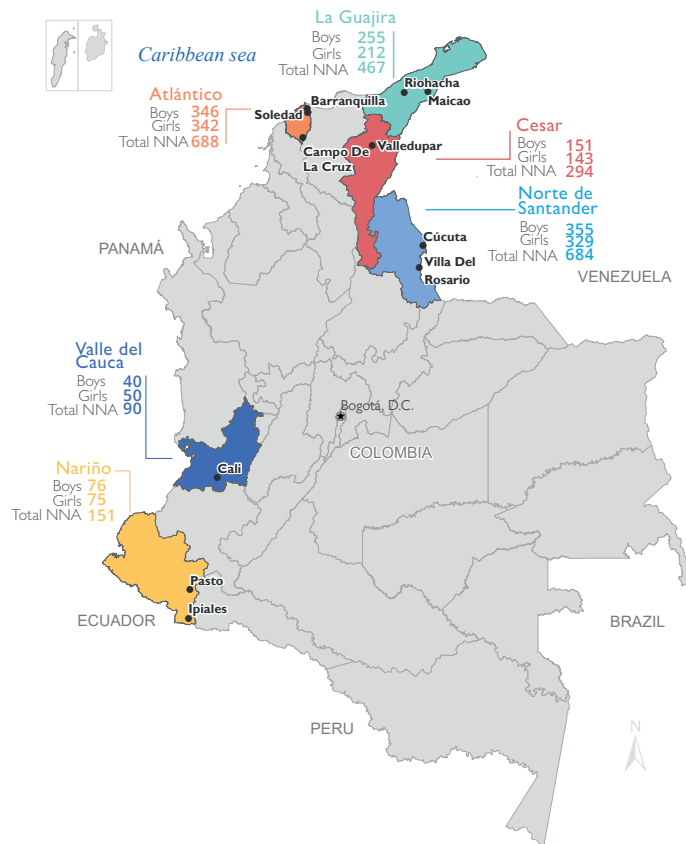 La Guajira
Boys 255
Girls 212
Total NNA 467
Caribbean sea
Riohacha
Maicao
Atlántico
Boys 346
Girls 342
Total NNA 688
Barranquilla
Soledad
Campo De
La Cruz
Valledupar
Cesar
Boys 151
Girls 143
Total NNA 294
Norte de
Santander
Boys 355
Girls 329
Total NNA 684
Cúcuta
Villa Del
Rosario
PANAMÁ
VENEZUELA
Valle del
Cauca
Boys 40
Girls 50
Total NNA 90
Bogotá, D.C.
COLOMBIA
Cali
Nariño
Boys 76
Girls 75
Total NNA 151
Pasto
Ipiales
ECUADOR
BRAZIL
PERU
N